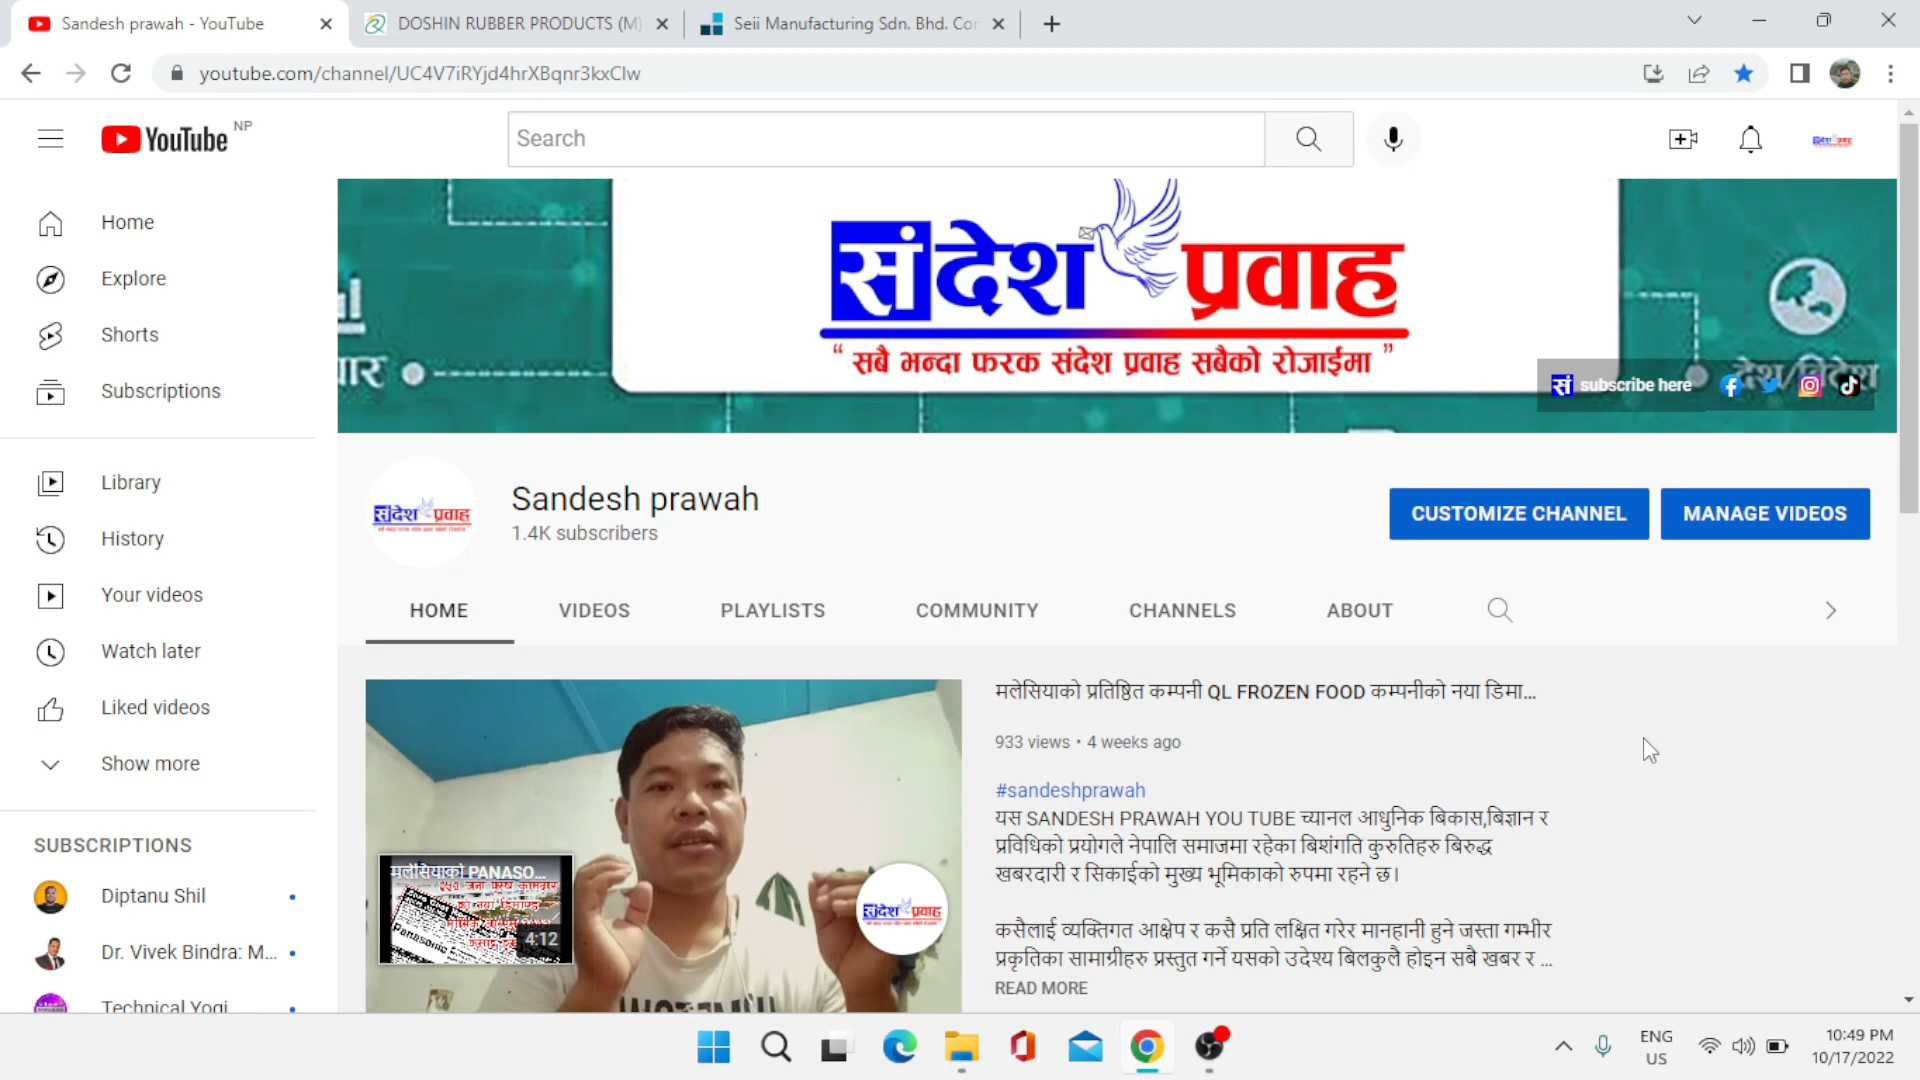 Sandesh prawah - YouTube
DOSHIN RUBBER PRODUCTS (M)
Seii Manufacturing Sdn. Bhd. Cor
youtube.com/channel/UC4V7iRYjd4hrXBqnr3kxClw
YouTube NP
Search
संदेश प्रवाह
Home
संदेश प्रवाह
Explore
Shorts
“ सबै भन्दा फरक संदेश प्रवाह सबैको रोजाईमा ”
देश/विदेश
सं subscribe here
Subscriptions
Library
संदेश प्रवाह
Sandesh prawah
1.4K subscribers
CUSTOMIZE CHANNEL
MANAGE VIDEOS
History
Your videos
HOME
VIDEOS
PLAYLISTS
COMMUNITY
CHANNELS
ABOUT
Watch later
Liked videos
Show more
SUBSCRIPTIONS
Diptanu Shil
Dr. Vivek Bindra: M...
Technical Yogi
मलेसियाको PANASO...
Panasonic
4:12
संदेश प्रवाह
मलेसियाको प्रतिष्ठित कम्पनी QL FROZEN FOOD कम्पनीको नया डिमा...
933 views • 4 weeks ago
#sandeshprawah
यस SANDESH PRAWAH YOU TUBE च्यानल आधुनिक बिकास,बिज्ञान र
प्रविधिको प्रयोगले नेपालि समाजमा रहेका बिशंगति कुरुतिहरु बिरुद्ध
खबरदारी र सिकाईको मुख्य भूमिकाको रुपमा रहने छ।
कसैलाई व्यक्तिगत आक्षेप र कसै प्रति लक्षित गरेर मानहानी हुने जस्ता गम्भीर
प्रकृतिका सामाग्रीहरु प्रस्तुत गर्ने यसको उदेश्य बिलकुलै होइन सबै खबर र ...
READ MORE
ENG
US
10:49 PM
10/17/2022